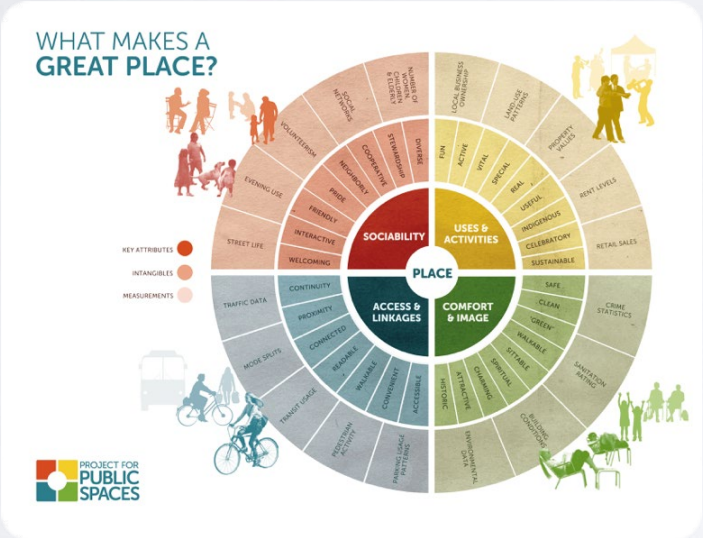 WHAT MAKES A
GREAT PLACE?
KEY ATTRIBUTES
INTANGIBLES
MEASUREMENTS
PLACE
SOCIABILITY
WELCOMING
INTERACTIVE
FRIENDLY
PRIDE
NEIGHBORLY
COOPERATIVE
STEWARDSHIP
DIVERSE
STREET LIFE
EVENING USE
VOLUNTEERISM
SOCIAL
NETWORKS
NUMBER OF
WOMEN,
CHILDREN
& ELDERLY
USES &
ACTIVITIES
FUN
ACTIVE
VITAL
SPECIAL
REAL
USEFUL
INDIGENOUS
CELEBRATORY
SUSTAINABLE
LOCAL BUSINESS
OWNERSHIP
LAND-USE
PATTERNS
PROPERTY
VALUES
RENT LEVELS
RETAIL SALES
COMFORT
& IMAGE
SAFE
CLEAN
"GREEN"
WALKABLE
SITTABLE
SPIRITUAL
CHARMING
ATTRACTIVE
HISTORIC
CRIME
STATISTICS
SANITATION
RATING
BUILDING
CONDITIONS
ENVIRONMENTAL
DATA
ACCESS &
LINKAGES
CONTINUITY
PROXIMITY
CONNECTED
READABLE
WALKABLE
CONVENIENT
ACCESSIBLE
TRAFFIC DATA
MODE SPLITS
TRANSIT USAGE
PEDESTRIAN
ACTIVITY
PARKING USAGE
PATTERNS
PROJECT FOR
PUBLIC
SPACES